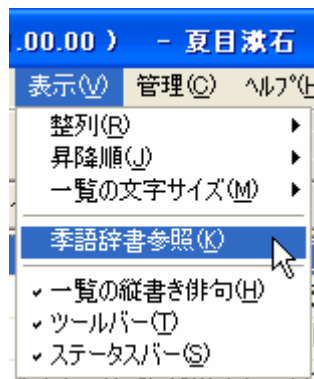 .00.00 ) - 夏目漱石
表示(V) 管理(C) ﾍﾙﾌﾟ(H
整列(R)
昇降順(J)
一覧の文字サイズ(M)
季語辞書参照(K)
一覧の縦書き俳句(H)
ツールバー(T)
ステータスバー(S)